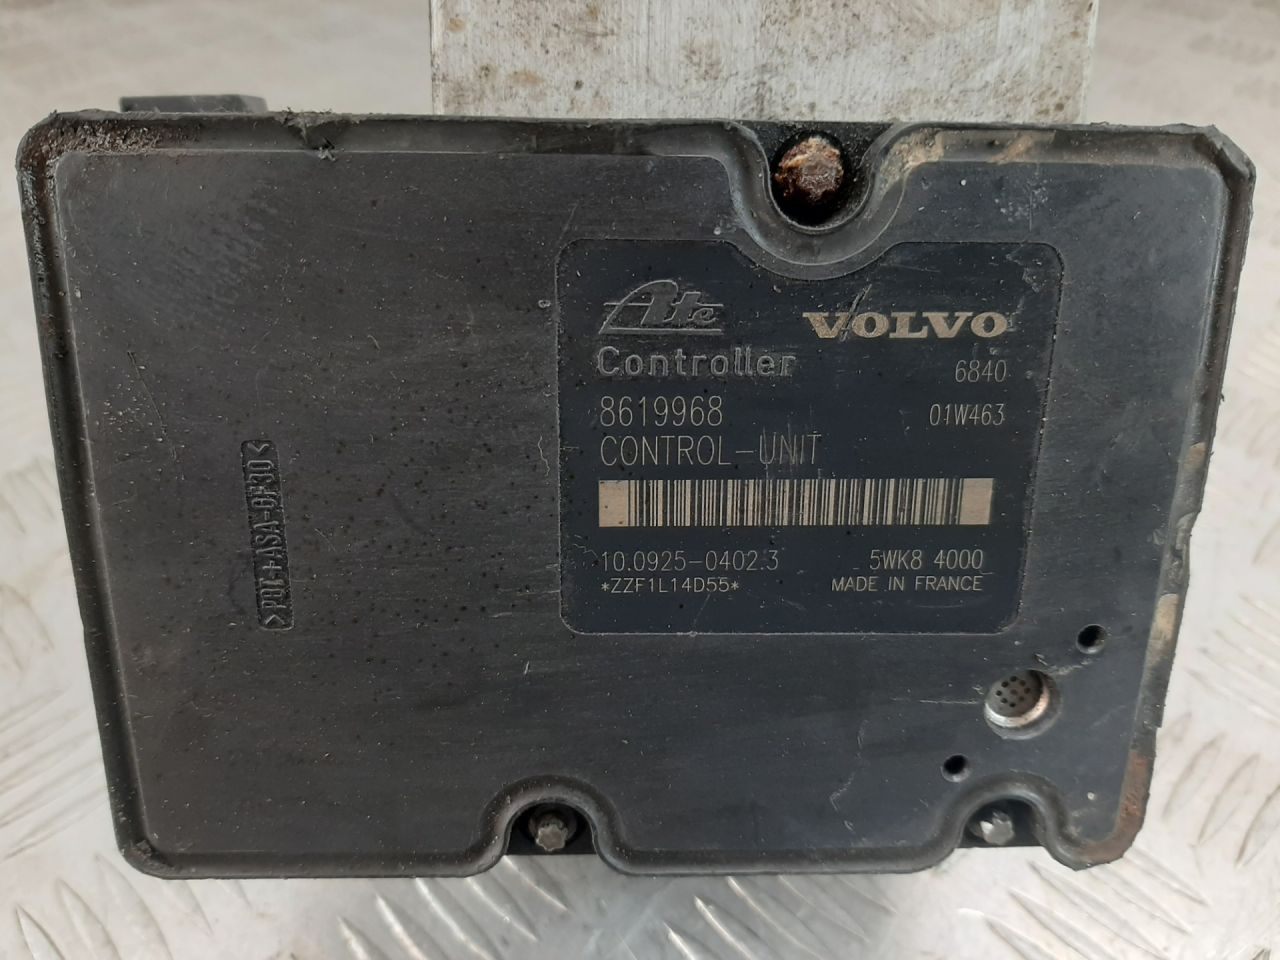 Ate VOLVO
Controller 6840
8619968 01W463
CONTROL-UNIT
10.0925-0402.3 5WK8 4000
*ZZF1L14D55* MADE IN FRANCE
>PBT+ASA-GF30<